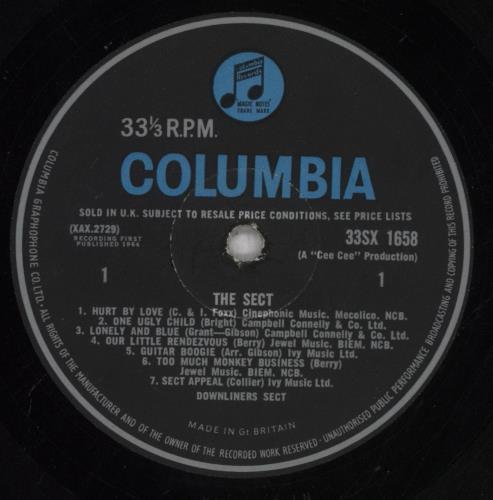 Columbia
Records
MAGIC NOTES
TRADE MARK
33⅓ R.P.M.
COLUMBIA
SOLD IN U.K. SUBJECT TO RESALE PRICE CONDITIONS, SEE PRICE LISTS
(XAX.2729)
RECORDING FIRST
PUBLISHED 1964
33SX 1658
(A "Cee Cee" Production)
1
1
THE SECT
1. HURT BY LOVE (C. & I. Foxx) Cinephonic Music. Mecolico. NCB.
2. ONE UGLY CHILD (Bright) Campbell Connelly & Co. Ltd.
3. LONELY AND BLUE (Grant—Gibson) Campbell Connelly & Co. Ltd.
4. OUR LITTLE RENDEZVOUS (Berry) Jewel Music. BIEM. NCB.
5. GUITAR BOOGIE (Arr. Gibson) Ivy Music Ltd.
6. TOO MUCH MONKEY BUSINESS (Berry)
Jewel Music. BIEM. NCB.
7. SECT APPEAL (Collier) Ivy Music Ltd.
DOWNLINERS SECT
MADE IN Gt. BRITAIN
COLUMBIA GRAPHOPHONE CO. LTD. · ALL RIGHTS OF THE MANUFACTURER AND OF THE OWNER OF THE RECORDED WORK RESERVED · UNAUTHORISED PUBLIC PERFORMANCE BROADCASTING AND COPYING OF THIS RECORD PROHIBITED